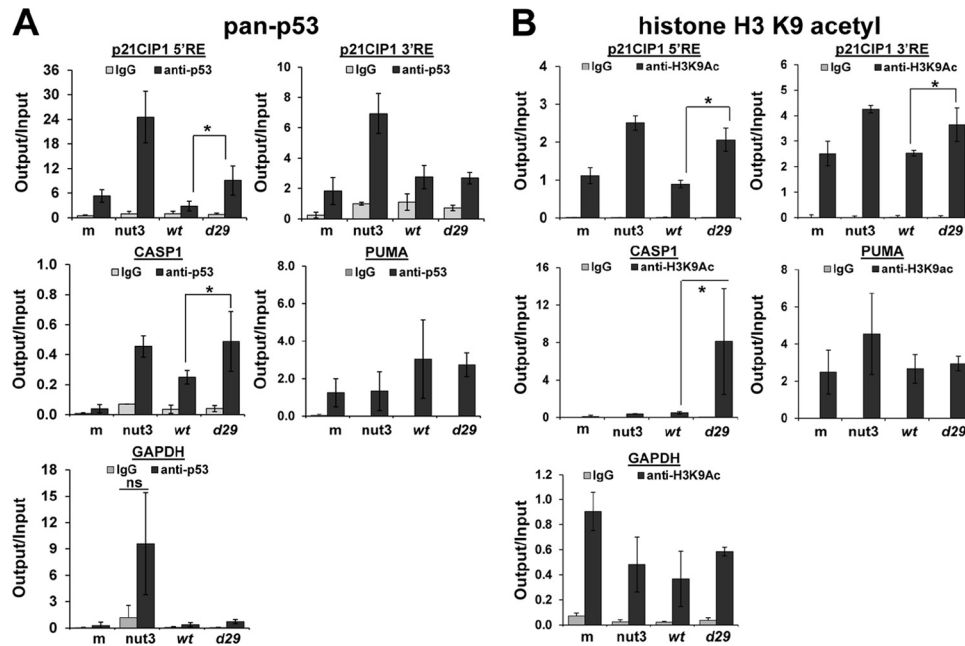 A pan-p53
p21CIP1 5'RE
IgG anti-p53
Output/Input
36
30
24
18
12
6
0
*
m nut3 wt d29
p21CIP1 3'RE
IgG anti-p53
Output/Input
10
8
6
4
2
0
m nut3 wt d29
CASP1
IgG anti-p53
Output/Input
1.0
0.8
0.6
0.4
0.2
0.0
*
m nut3 wt d29
PUMA
IgG anti-p53
Output/Input
8.0
6.0
4.0
2.0
0.0
m nut3 wt d29
GAPDH
IgG anti-p53
ns
Output/Input
18
15
12
9
6
3
0
m nut3 wt d29
B histone H3 K9 acetyl
p21CIP1 5'RE
IgG anti-H3K9Ac
Output/Input
4
3
2
1
0
*
m nut3 wt d29
p21CIP1 3'RE
IgG anti-H3K9Ac
Output/Input
6
5
4
3
2
1
0
*
m nut3 wt d29
CASP1
IgG anti-H3K9Ac
Output/Input
16
12
8
4
0
*
m nut3 wt d29
PUMA
IgG anti-H3K9ac
Output/Input
8
6
4
2
0
m nut3 wt d29
GAPDH
IgG anti-H3K9Ac
Output/Input
1.2
1.0
0.8
0.6
0.4
0.2
0.0
m nut3 wt d29